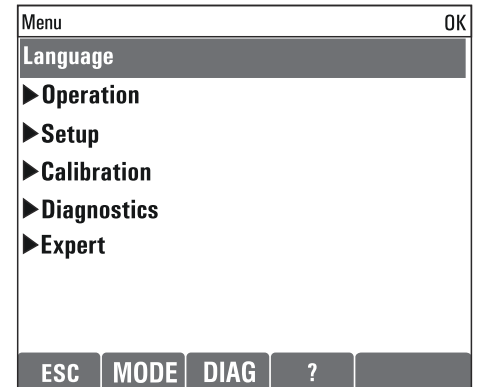 Menu OK
Language
▶Operation
▶Setup
▶Calibration
▶Diagnostics
▶Expert
ESC MODE DIAG ?